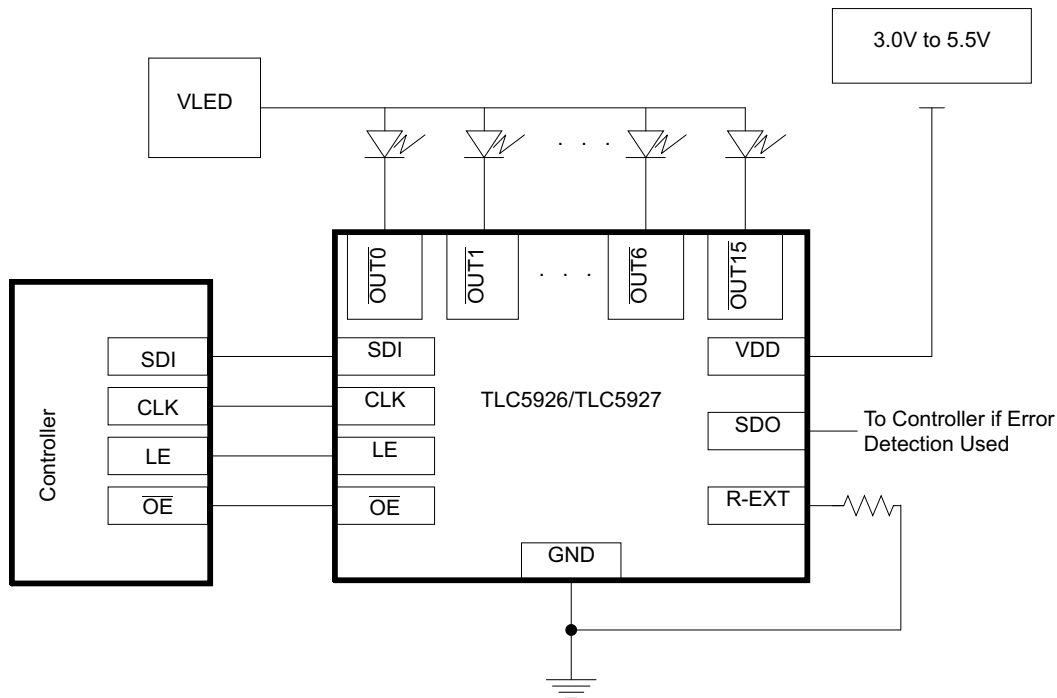 3.0V to 5.5V
VLED
. . .
OUT0
OUT1
. . .
OUT6
OUT15
Controller
SDI
CLK
LE
OE
SDI
CLK
LE
OE
TLC5926/TLC5927
VDD
SDO
R-EXT
GND
To Controller if Error
Detection Used